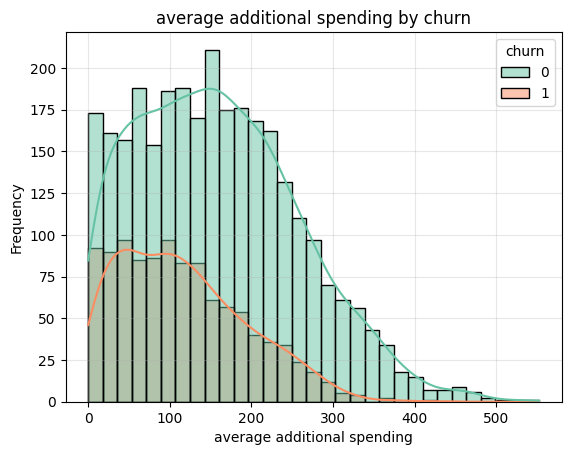 average additional spending by churn
churn
0
1
Frequency
200
175
150
125
100
75
50
25
0
0 100 200 300 400 500
average additional spending